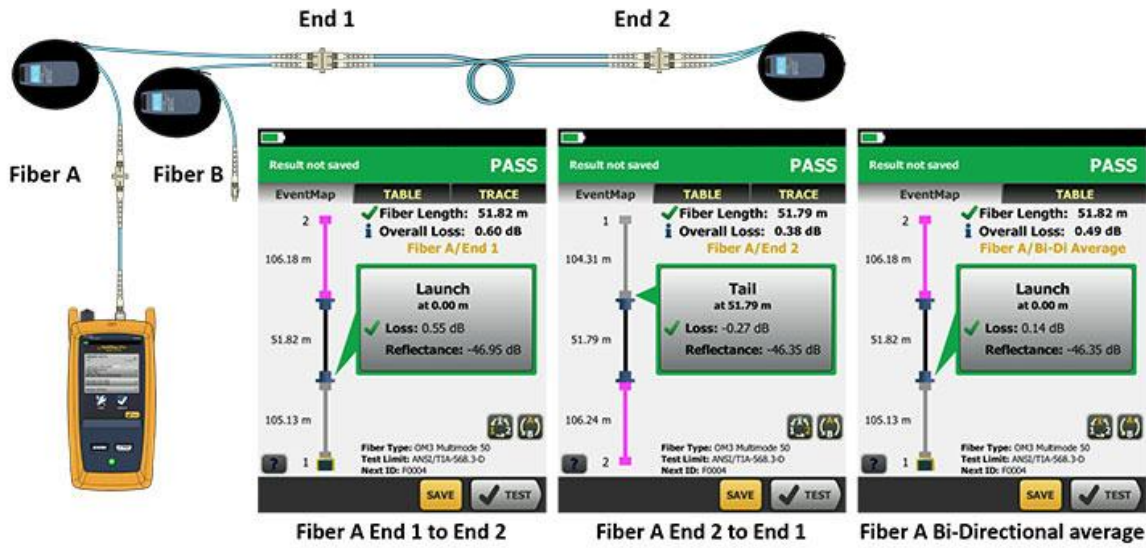 End 1
End 2
Fiber A
Fiber B
Result not saved
PASS
EventMap
TABLE
TRACE
2
Fiber Length: 51.82 m
Overall Loss: 0.60 dB
Fiber A/End 1
106.18 m
Launch
at 0.00 m
Loss: 0.55 dB
Reflectance: -46.95 dB
51.82 m
105.13 m
Fiber Type: OM3 Multimode 50
Test Limit: ANSI/TIA-568.3-D
Next ID: F0004
?
1
SAVE
TEST
Fiber A End 1 to End 2
Result not saved
PASS
EventMap
TABLE
TRACE
1
Fiber Length: 51.79 m
Overall Loss: 0.38 dB
Fiber A/End 2
104.31 m
Tail
at 51.79 m
Loss: -0.27 dB
Reflectance: -46.35 dB
51.79 m
106.24 m
Fiber Type: OM3 Multimode 50
Test Limit: ANSI/TIA-568.3-D
Next ID: F0004
?
2
SAVE
TEST
Fiber A End 2 to End 1
Result not saved
PASS
EventMap
TABLE
2
Fiber Length: 51.82 m
Overall Loss: 0.49 dB
Fiber A/Bi-Di Average
106.18 m
Launch
at 0.00 m
Loss: 0.14 dB
Reflectance: -46.35 dB
51.82 m
105.13 m
Fiber Type: OM3 Multimode 50
Test Limit: ANSI/TIA-568.3-D
Next ID: F0004
?
1
SAVE
TEST
Fiber A Bi-Directional average